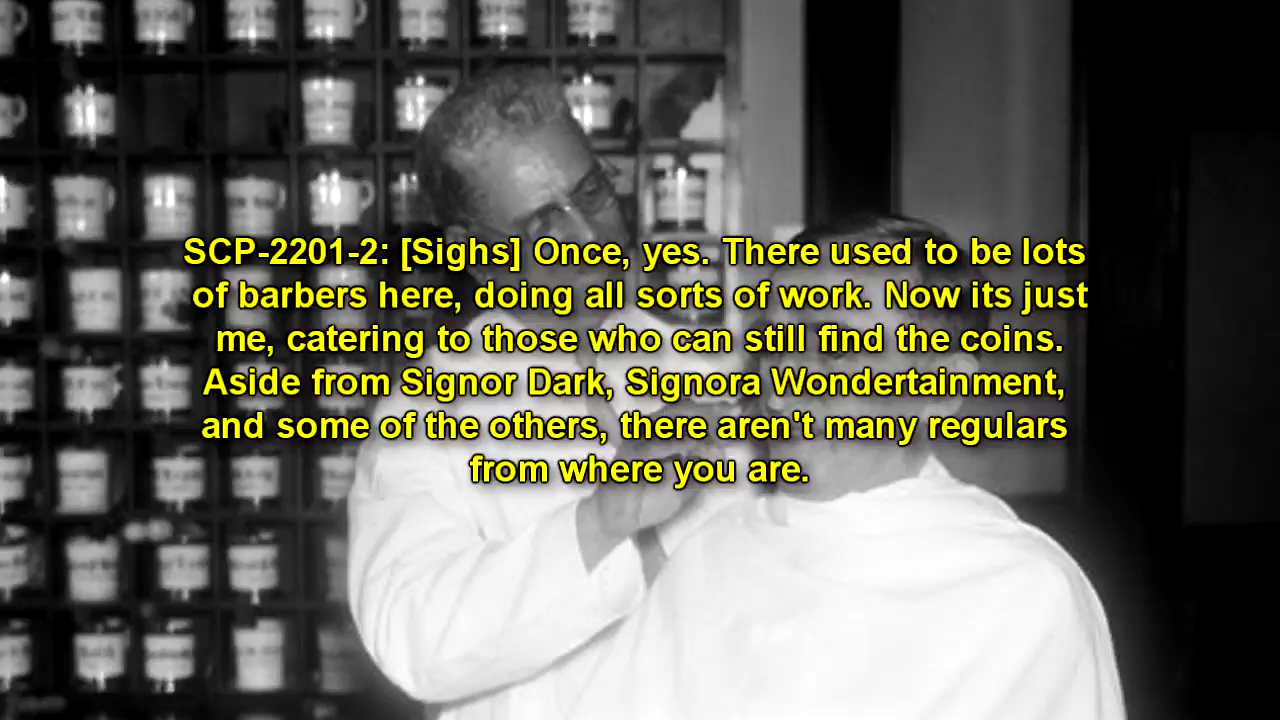 SCP-2201-2: [Sighs] Once, yes. There used to be lots
of barbers here, doing all sorts of work. Now its just
me, catering to those who can still find the coins.
Aside from Signor Dark, Signora Wondertainment,
and some of the others, there aren't many regulars
from where you are.